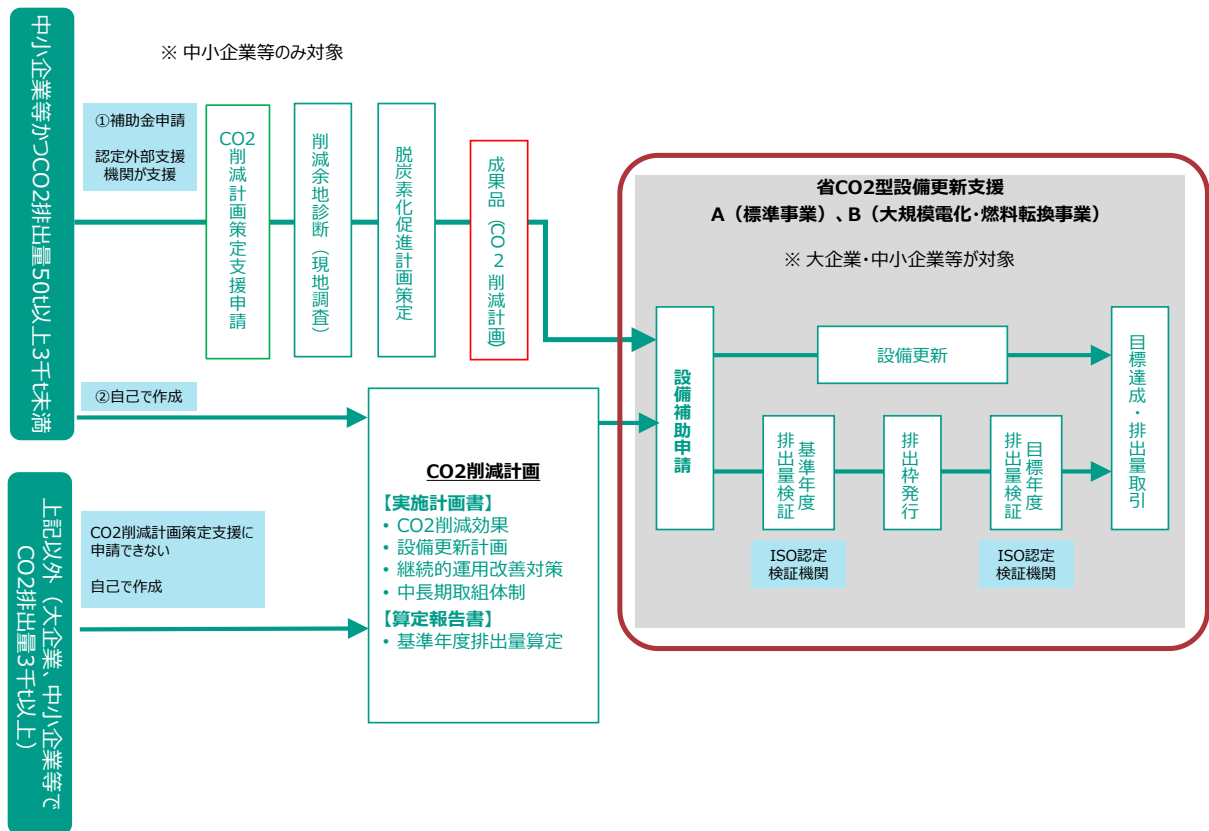 中小企業等かつCO2排出量50t以上3千t未満
※ 中小企業等のみ対象
①補助金申請
認定外部支援
機関が支援
CO2削減計画策定支援申請
削減余地診断（現地調査）
脱炭素化促進計画策定
成果品（CO2削減計画）
②自己で作成
上記以外（大企業、中小企業等で
CO2排出量3千t以上）
CO2削減計画策定支援に
申請できない
自己で作成
CO2削減計画
【実施計画書】
• CO2削減効果
• 設備更新計画
• 継続的運用改善対策
• 中長期取組体制
【算定報告書】
• 基準年度排出量算定
省CO2型設備更新支援
A（標準事業）、B（大規模電化・燃料転換事業）
※ 大企業・中小企業等が対象
設備補助申請
設備更新
基準年度
排出量検証
ISO認定
検証機関
排出枠発行
目標年度
排出量検証
ISO認定
検証機関
目標達成・排出量取引